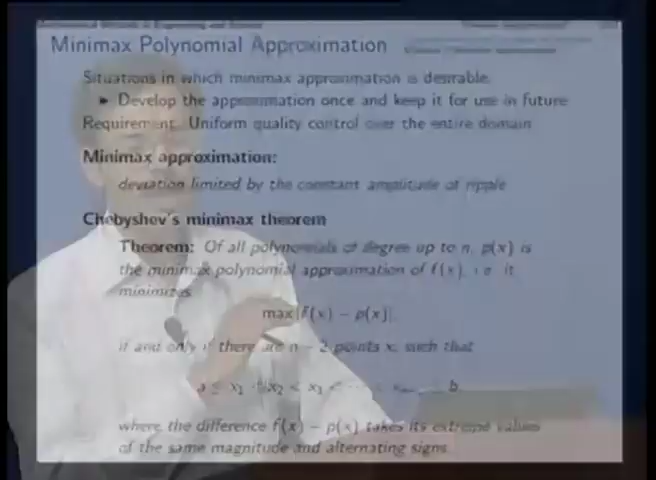 Minimax Polynomial Approximation
Situations in which minimax approximation is desirable:
▶ Develop the approximation once and keep it for use in future.
Requirement: Uniform quality control over the entire domain
Minimax approximation:
deviation limited by the constant amplitude of ripple
Chebyshev's minimax theorem
Theorem: Of all polynomials of degree up to n, p(x) is
the minimax polynomial approximation of f(x), i.e. it
minimizes
max |f(x) − p(x)|,
if and only if there are n + 2 points xᵢ such that
a ≤ x₁ < x₂ < x₃ < ··· < b,
where the difference f(x) − p(x) takes its extreme values
of the same magnitude and alternating signs.